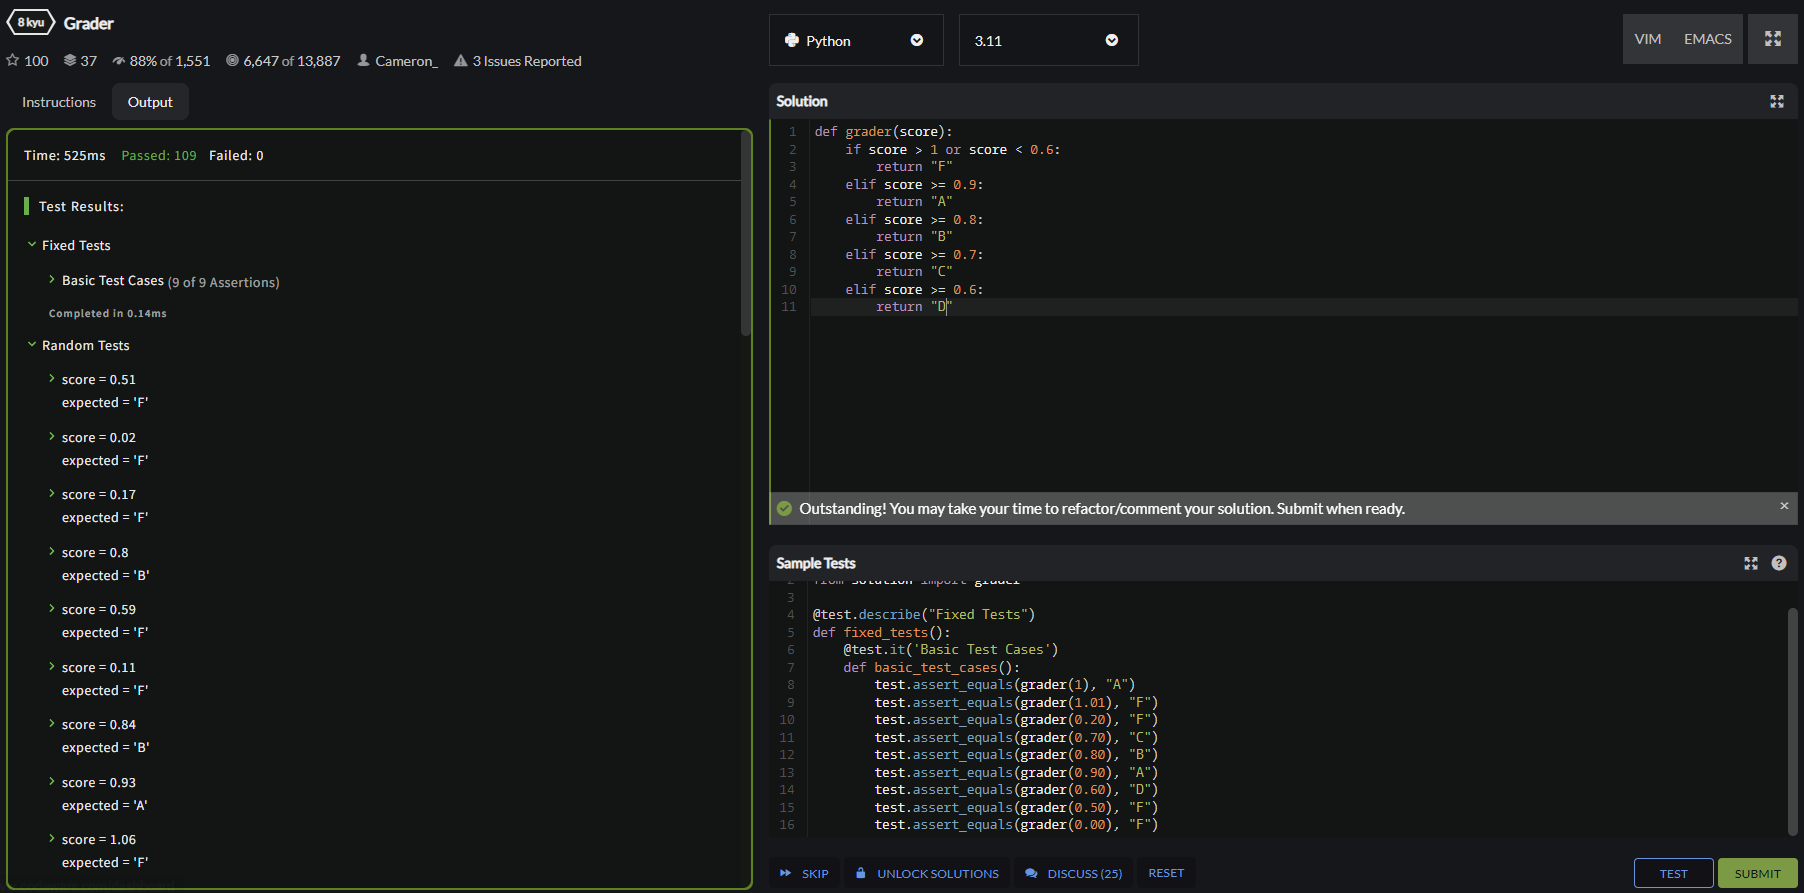 8 kyu Grader
100 37 88% of 1,551 6,647 of 13,887 Cameron_ 3 Issues Reported
Instructions Output
Time: 525ms Passed: 109 Failed: 0
Test Results:
Fixed Tests
Basic Test Cases (9 of 9 Assertions)
Completed in 0.14ms
Random Tests
score = 0.51
expected = 'F'
score = 0.02
expected = 'F'
score = 0.17
expected = 'F'
score = 0.8
expected = 'B'
score = 0.59
expected = 'F'
score = 0.11
expected = 'F'
score = 0.84
expected = 'B'
score = 0.93
expected = 'A'
score = 1.06
expected = 'F'
Python 3.11 VIM EMACS
Solution
1 def grader(score):
2 if score > 1 or score < 0.6:
3 return "F"
4 elif score >= 0.9:
5 return "A"
6 elif score >= 0.8:
7 return "B"
8 elif score >= 0.7:
9 return "C"
10 elif score >= 0.6:
11 return "D"
Outstanding! You may take your time to refactor/comment your solution. Submit when ready. ×
Sample Tests ?
2 from solution import grader
3
4 @test.describe("Fixed Tests")
5 def fixed_tests():
6 @test.it('Basic Test Cases')
7 def basic_test_cases():
8 test.assert_equals(grader(1), "A")
9 test.assert_equals(grader(1.01), "F")
10 test.assert_equals(grader(0.20), "F")
11 test.assert_equals(grader(0.70), "C")
12 test.assert_equals(grader(0.80), "B")
13 test.assert_equals(grader(0.90), "A")
14 test.assert_equals(grader(0.60), "D")
15 test.assert_equals(grader(0.50), "F")
16 test.assert_equals(grader(0.00), "F")
SKIP UNLOCK SOLUTIONS DISCUSS (25) RESET TEST SUBMIT